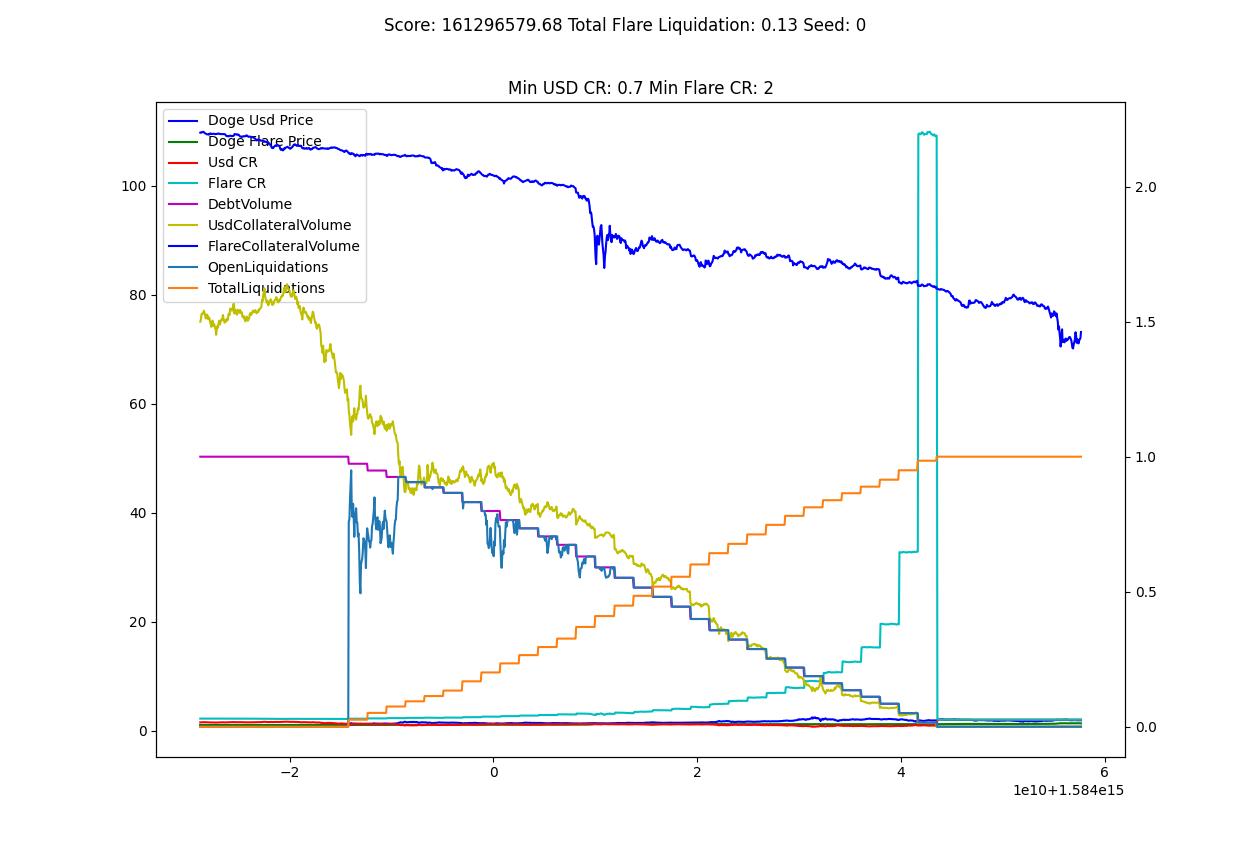 Score: 161296579.68 Total Flare Liquidation: 0.13 Seed: 0
Min USD CR: 0.7 Min Flare CR: 2
Doge Usd Price
Doge Flare Price
Usd CR
Flare CR
DebtVolume
UsdCollateralVolume
FlareCollateralVolume
OpenLiquidations
TotalLiquidations
100
80
60
40
20
0
2.0
1.5
1.0
0.5
0.0
−2 0 2 4 6
1e10+1.584e15